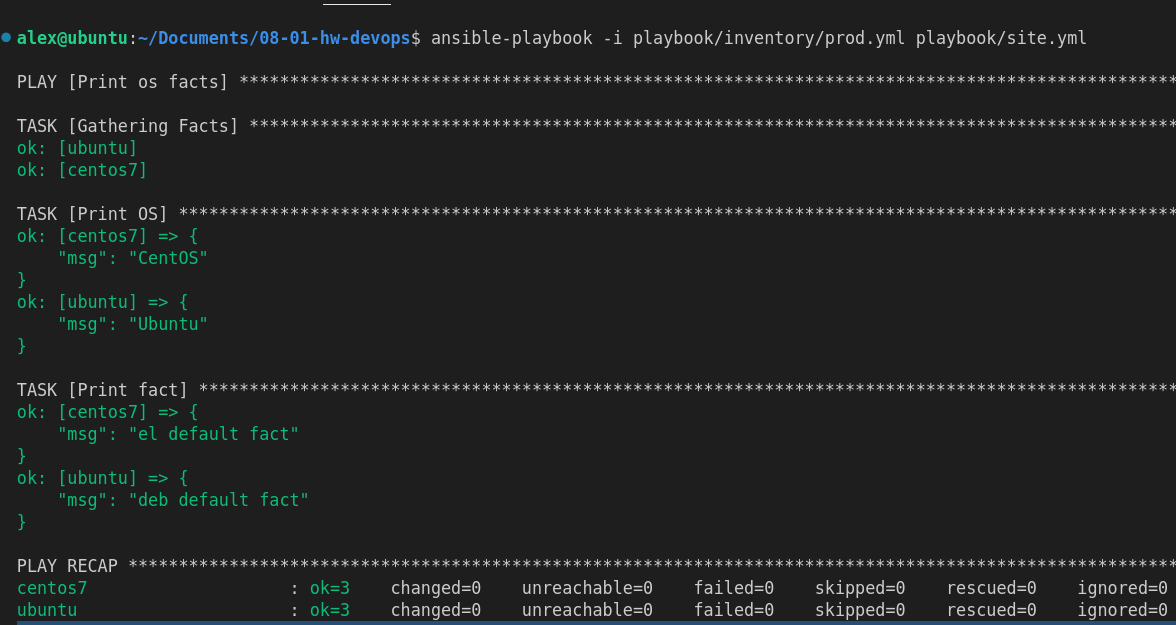 alex@ubuntu:~/Documents/08-01-hw-devops$ ansible-playbook -i playbook/inventory/prod.yml playbook/site.yml
PLAY [Print os facts] *********************************************************************************************
TASK [Gathering Facts] ********************************************************************************************
ok: [ubuntu]
ok: [centos7]
TASK [Print OS] ***************************************************************************************************
ok: [centos7] => {
    "msg": "CentOS"
}
ok: [ubuntu] => {
    "msg": "Ubuntu"
}
TASK [Print fact] *************************************************************************************************
ok: [centos7] => {
    "msg": "el default fact"
}
ok: [ubuntu] => {
    "msg": "deb default fact"
}
PLAY RECAP ********************************************************************************************************
centos7                    : ok=3    changed=0    unreachable=0    failed=0    skipped=0    rescued=0    ignored=0
ubuntu                     : ok=3    changed=0    unreachable=0    failed=0    skipped=0    rescued=0    ignored=0